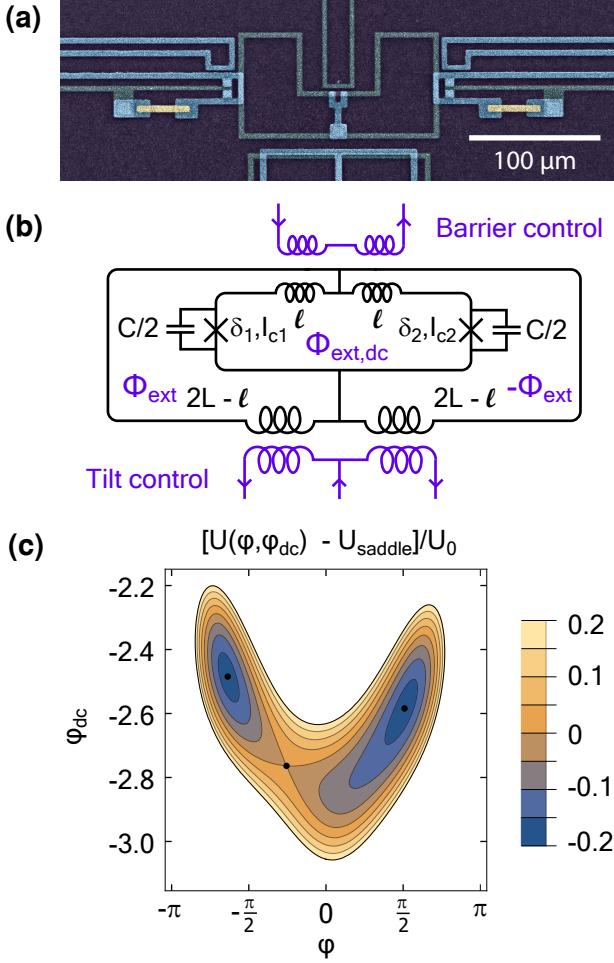 (a)
100 μm
(b)
Barrier control
C/2
δ1,Ic1
ℓ
ℓ
δ2,Ic2
C/2
Φext,dc
Φext
2L - ℓ
2L - ℓ
-Φext
Tilt control
(c)
[U(φ,φdc) - Usaddle]/U0
-2.2
-2.4
-2.6
-2.8
-3.0
φdc
-π
-π/2
0
π/2
π
φ
0.2
0.1
0
-0.1
-0.2